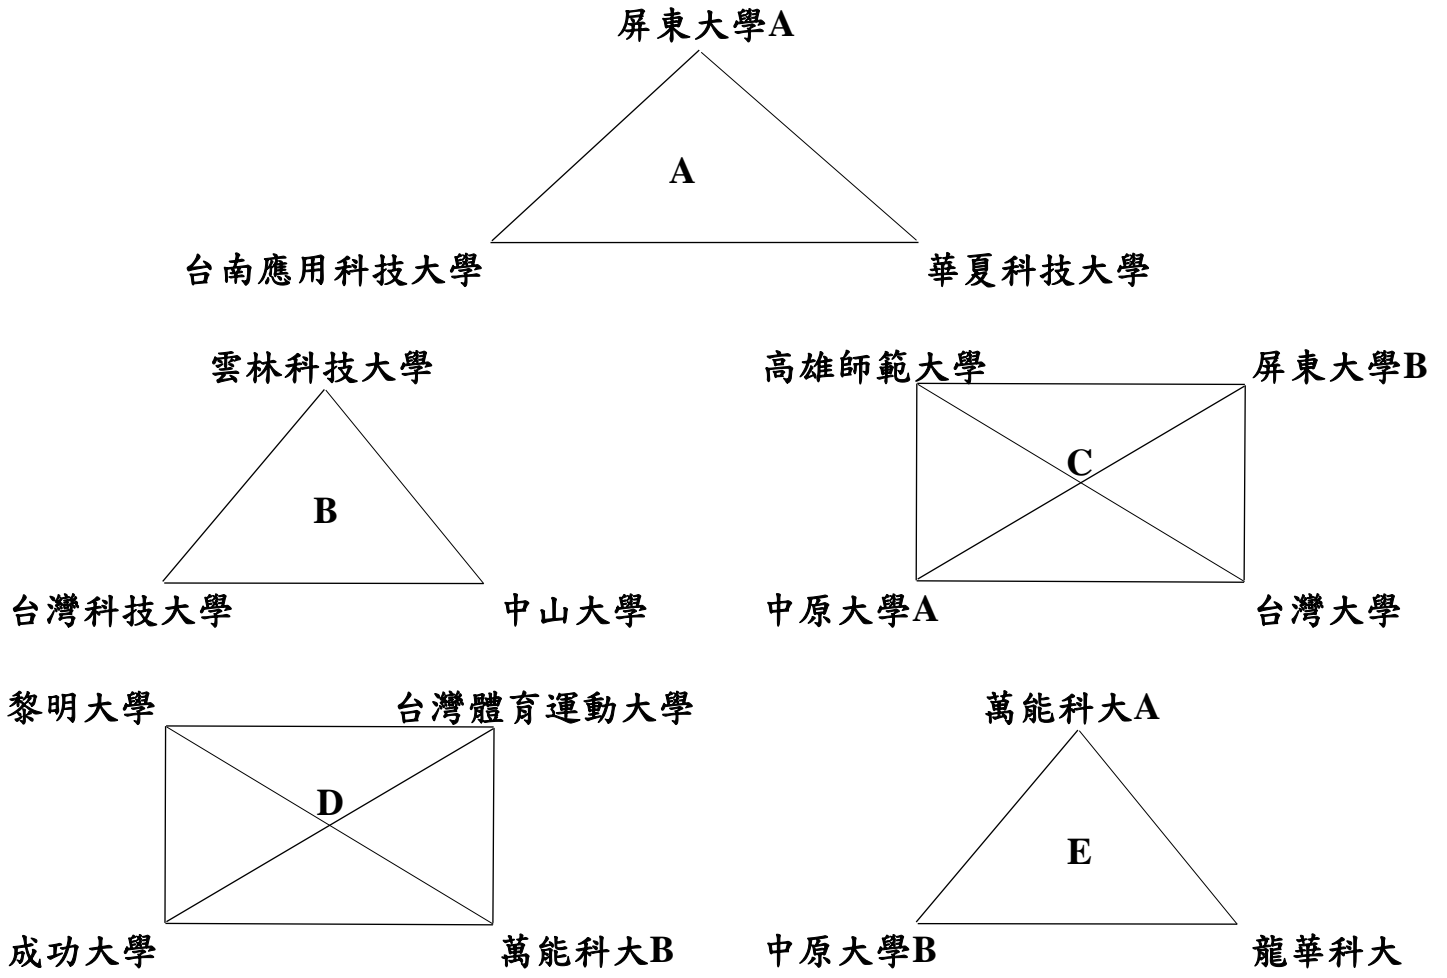 屏東大學A
A
台南應用科技大學 華夏科技大學
雲林科技大學 高雄師範大學 屏東大學B
C
B
台灣科技大學 中山大學 中原大學A 台灣大學
黎明大學 台灣體育運動大學 萬能科大A
D
E
成功大學 萬能科大B 中原大學B 龍華科大